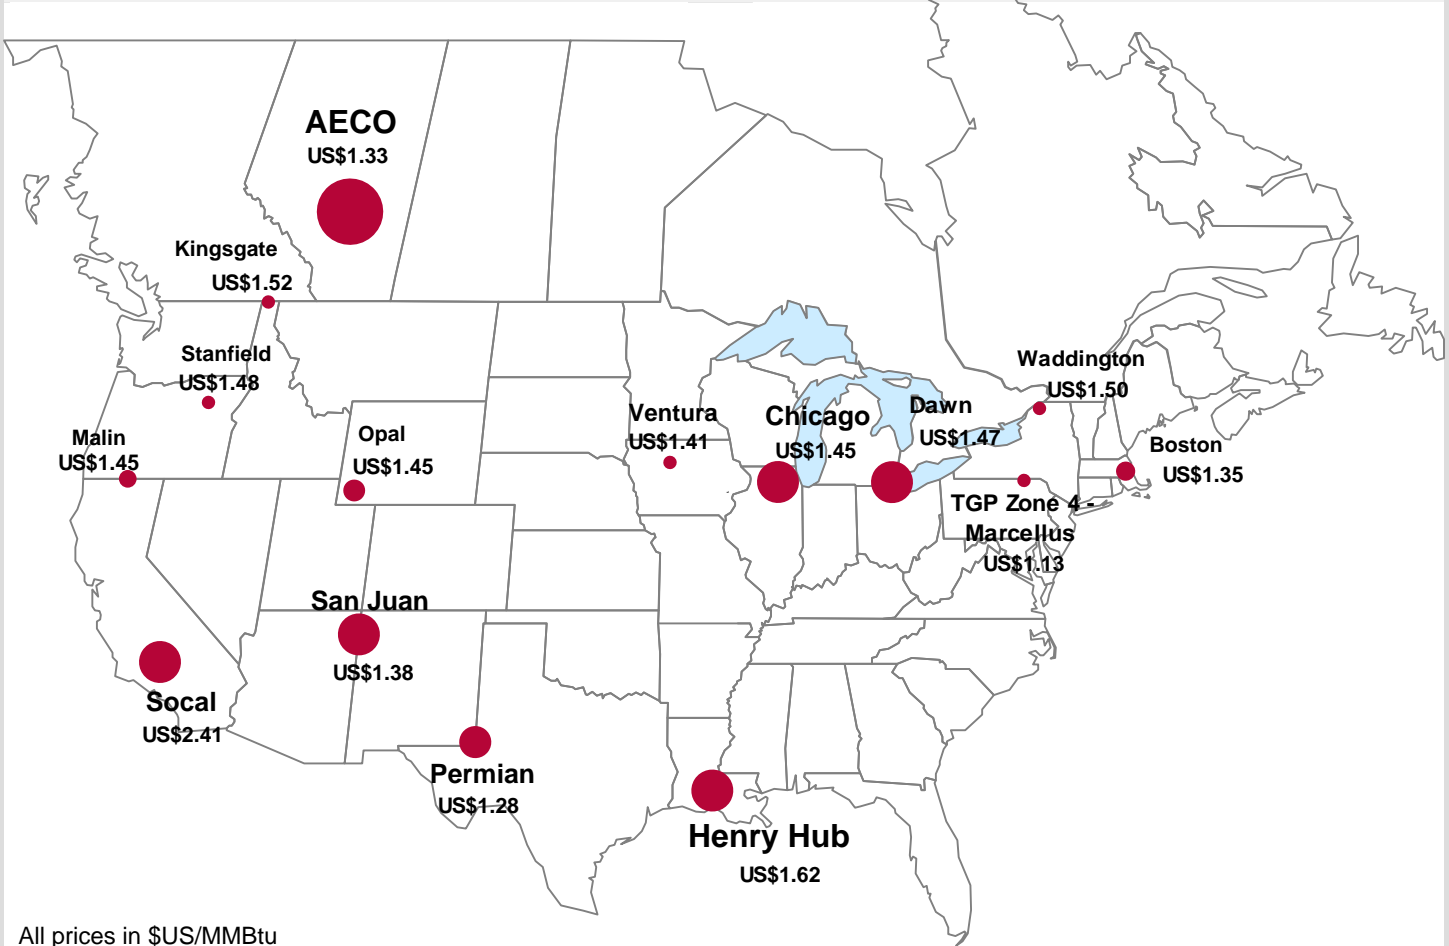 AECO
US$1.33
Kingsgate
US$1.52
Stanfield
US$1.48
Malin
US$1.45
Opal
US$1.45
Ventura
US$1.41
Chicago
US$1.45
Dawn
US$1.47
Waddington
US$1.50
Boston
US$1.35
TGP Zone 4 -
Marcellus
US$1.13
San Juan
US$1.38
Socal
US$2.41
Permian
US$1.28
Henry Hub
US$1.62
All prices in $US/MMBtu